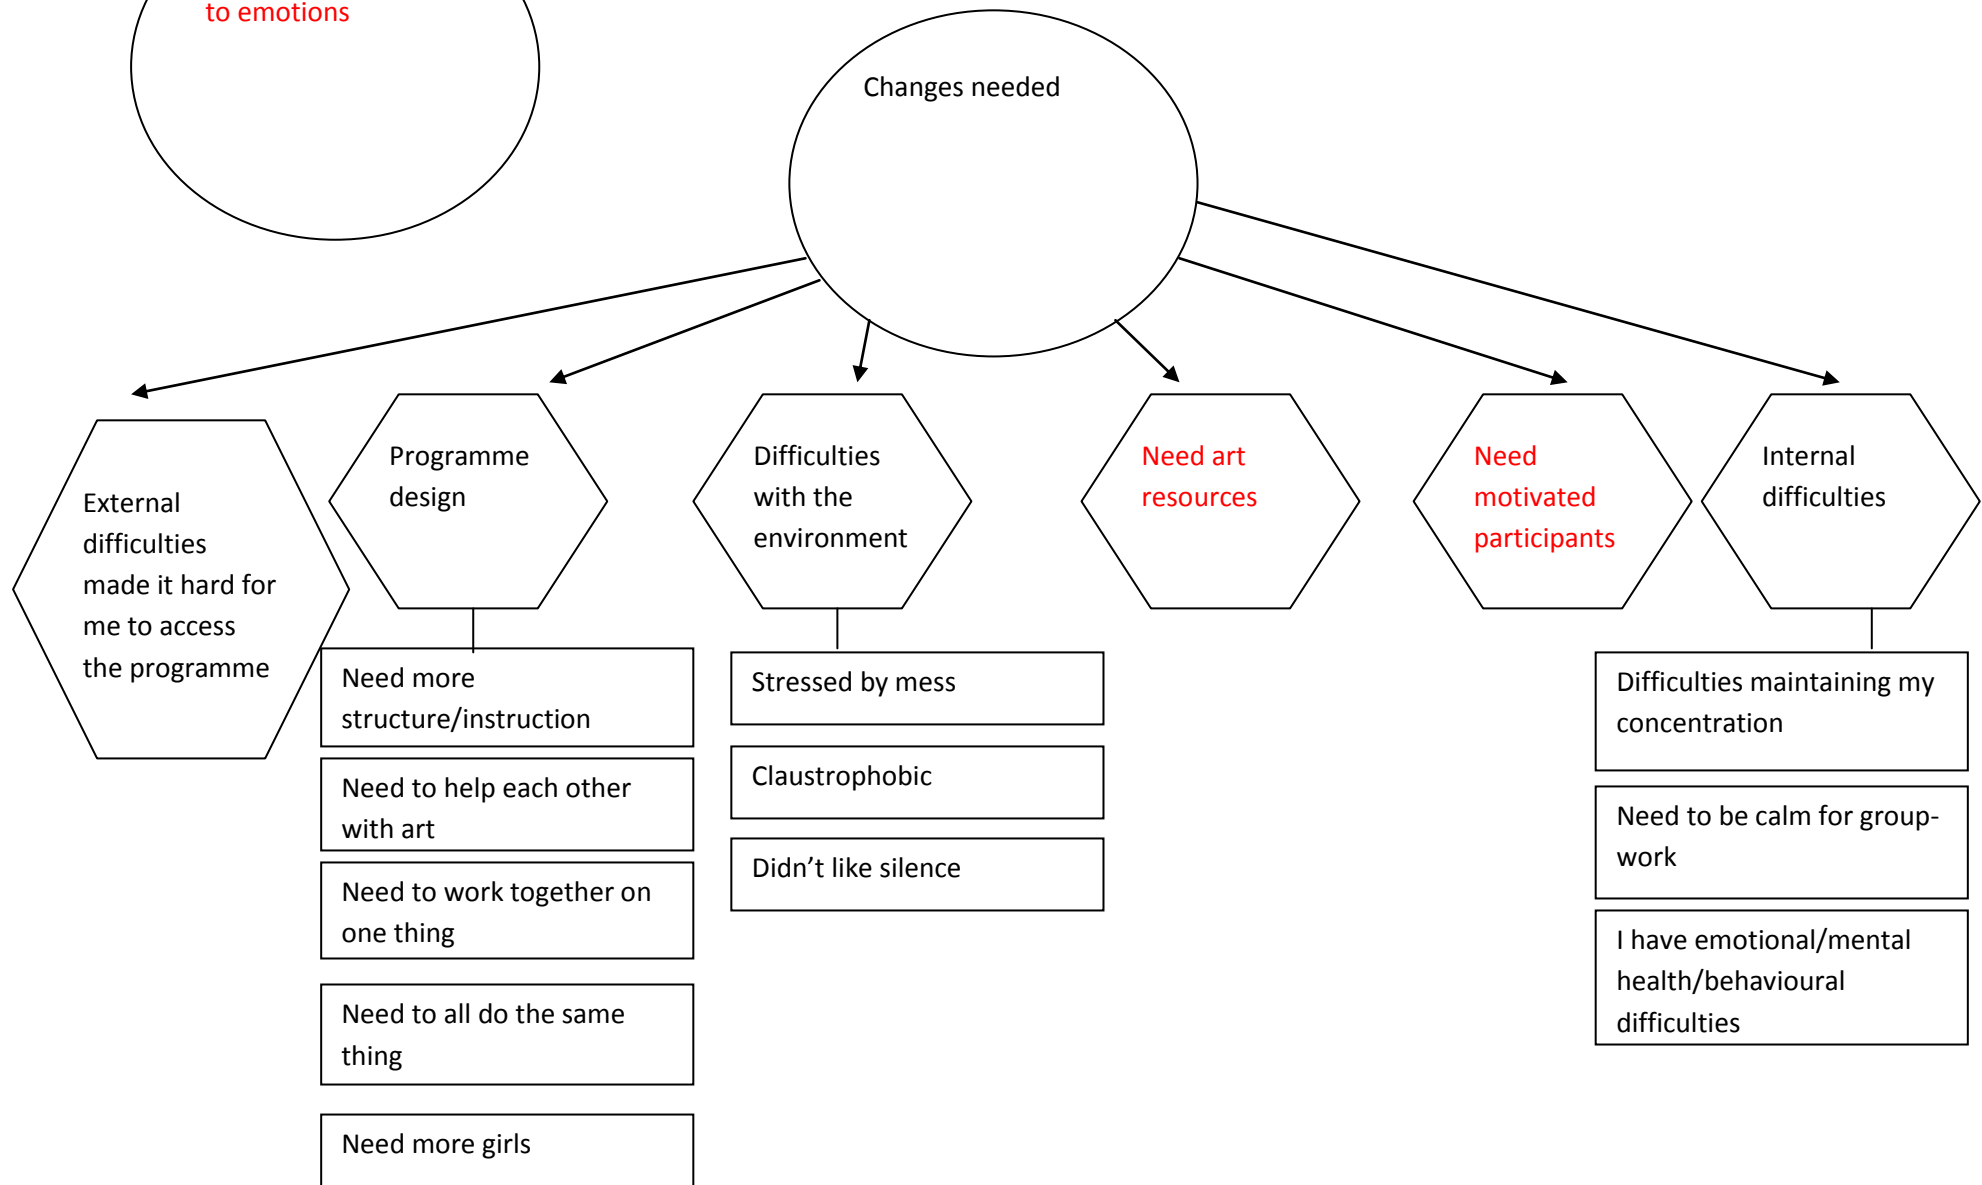 to emotions
Changes needed
External
difficulties
made it hard for
me to access
the programme
Programme
design
Difficulties
with the
environment
Need art
resources
Need
motivated
participants
Internal
difficulties
Need more
structure/instruction
Need to help each other
with art
Need to work together on
one thing
Need to all do the same
thing
Need more girls
Stressed by mess
Claustrophobic
Didn’t like silence
Difficulties maintaining my
concentration
Need to be calm for group-
work
I have emotional/mental
health/behavioural
difficulties